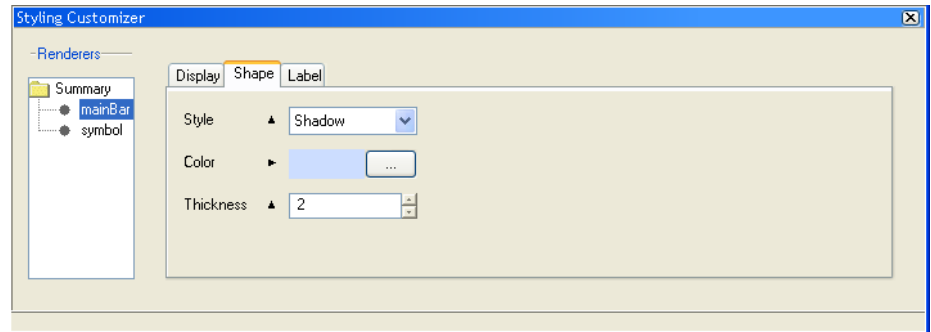 Styling Customizer
Renderers
Summary
mainBar
symbol
Display Shape Label
Style Shadow
Color ...
Thickness 2